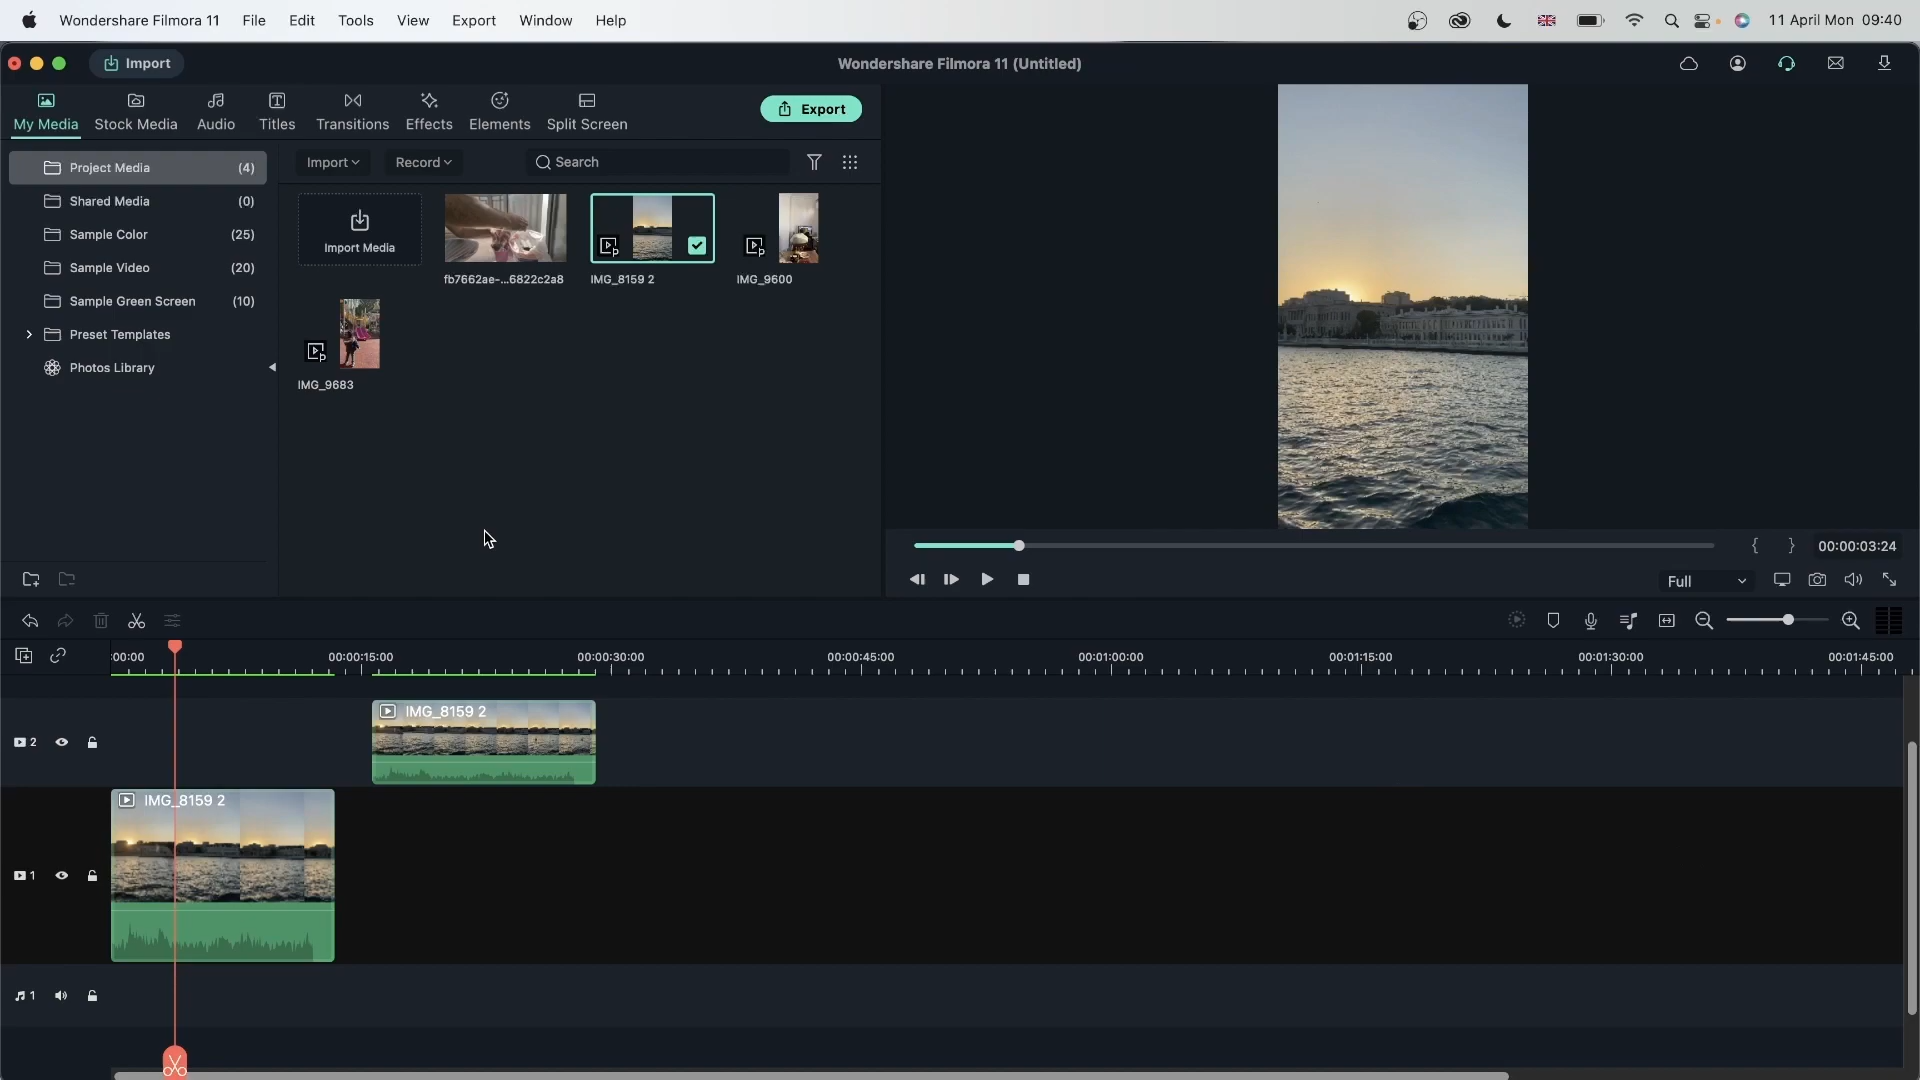 Wondershare Filmora 11 File Edit Tools View Export Window Help 11 April Mon 09:40
Import Wondershare Filmora 11 (Untitled)
My Media Stock Media Audio Titles Transitions Effects Elements Split Screen Export
Project Media (4)
Shared Media (0)
Sample Color (25)
Sample Video (20)
Sample Green Screen (10)
Preset Templates
Photos Library
Import Record Search
Import Media
fb7662ae-...6822c2a8
IMG_8159 2
IMG_9600
IMG_9683
{ } 00:00:03:24
Full
:00:00 00:00:15:00 00:00:30:00 00:00:45:00 00:01:00:00 00:01:15:00 00:01:30:00 00:01:45:00
2
IMG_8159 2
1
IMG_8159 2
1